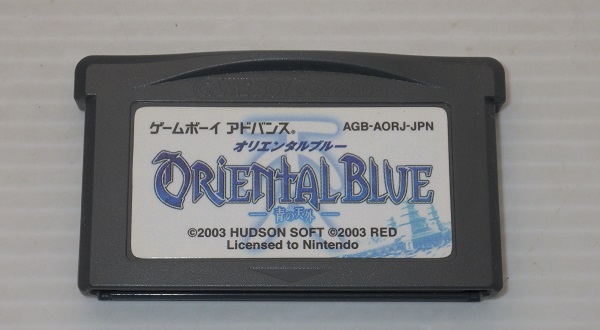 ゲームボーイ アドバンス® AGB-AORJ-JPN
オリエンタルブルー
ORIENTAL BLUE
青の天外
©2003 HUDSON SOFT ©2003 RED
Licensed to Nintendo